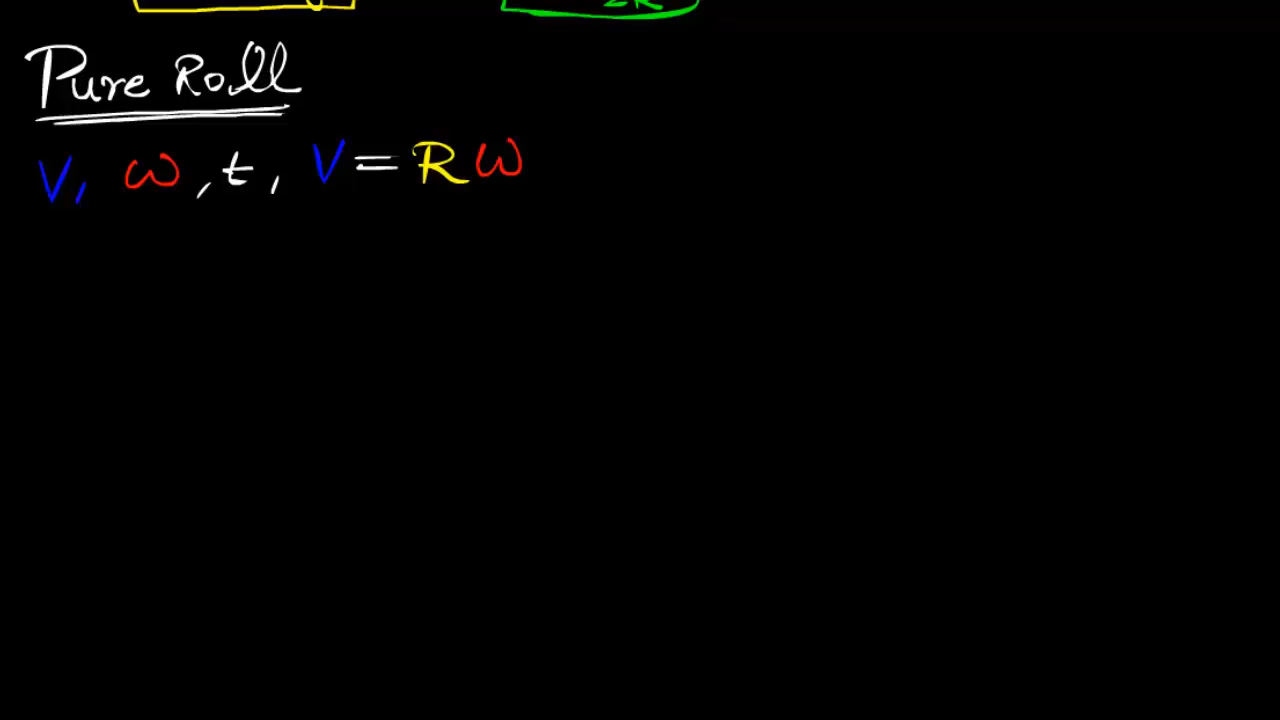 Pure Roll
V, ω, t, V = Rω